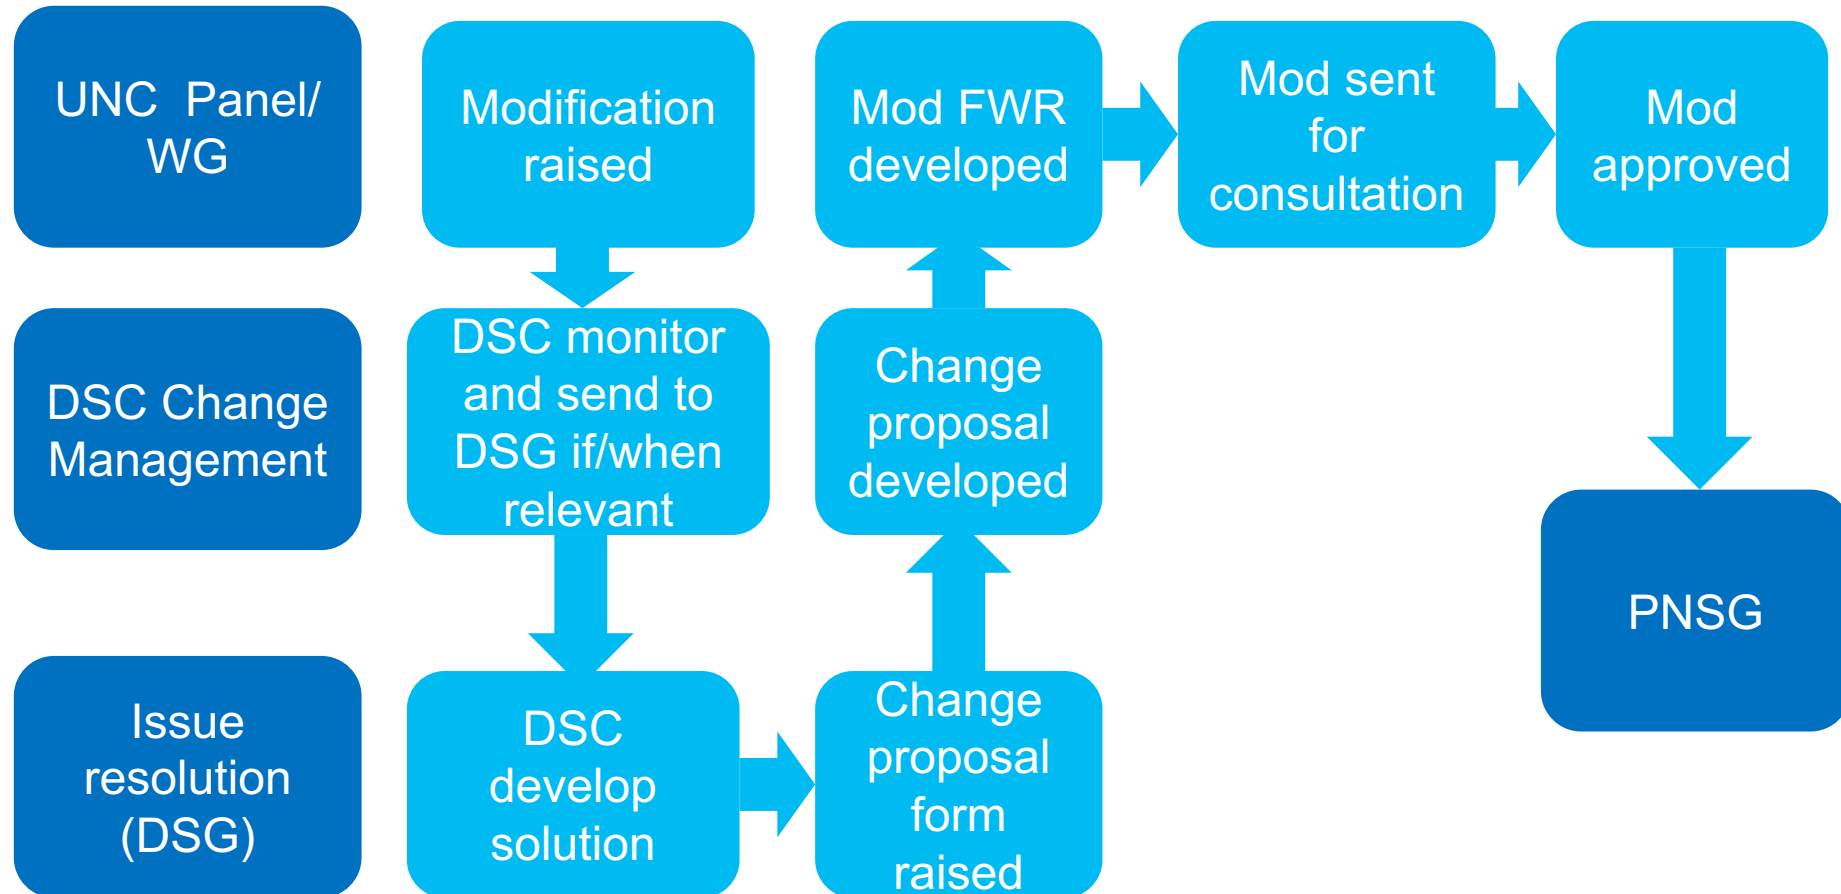 UNC Panel/
WG
Modification
raised
Mod FWR
developed
Mod sent
for
consultation
Mod
approved
DSC Change
Management
DSC monitor
and send to
DSG if/when
relevant
Change
proposal
developed
PNSG
Issue
resolution
(DSG)
DSC
develop
solution
Change
proposal
form
raised